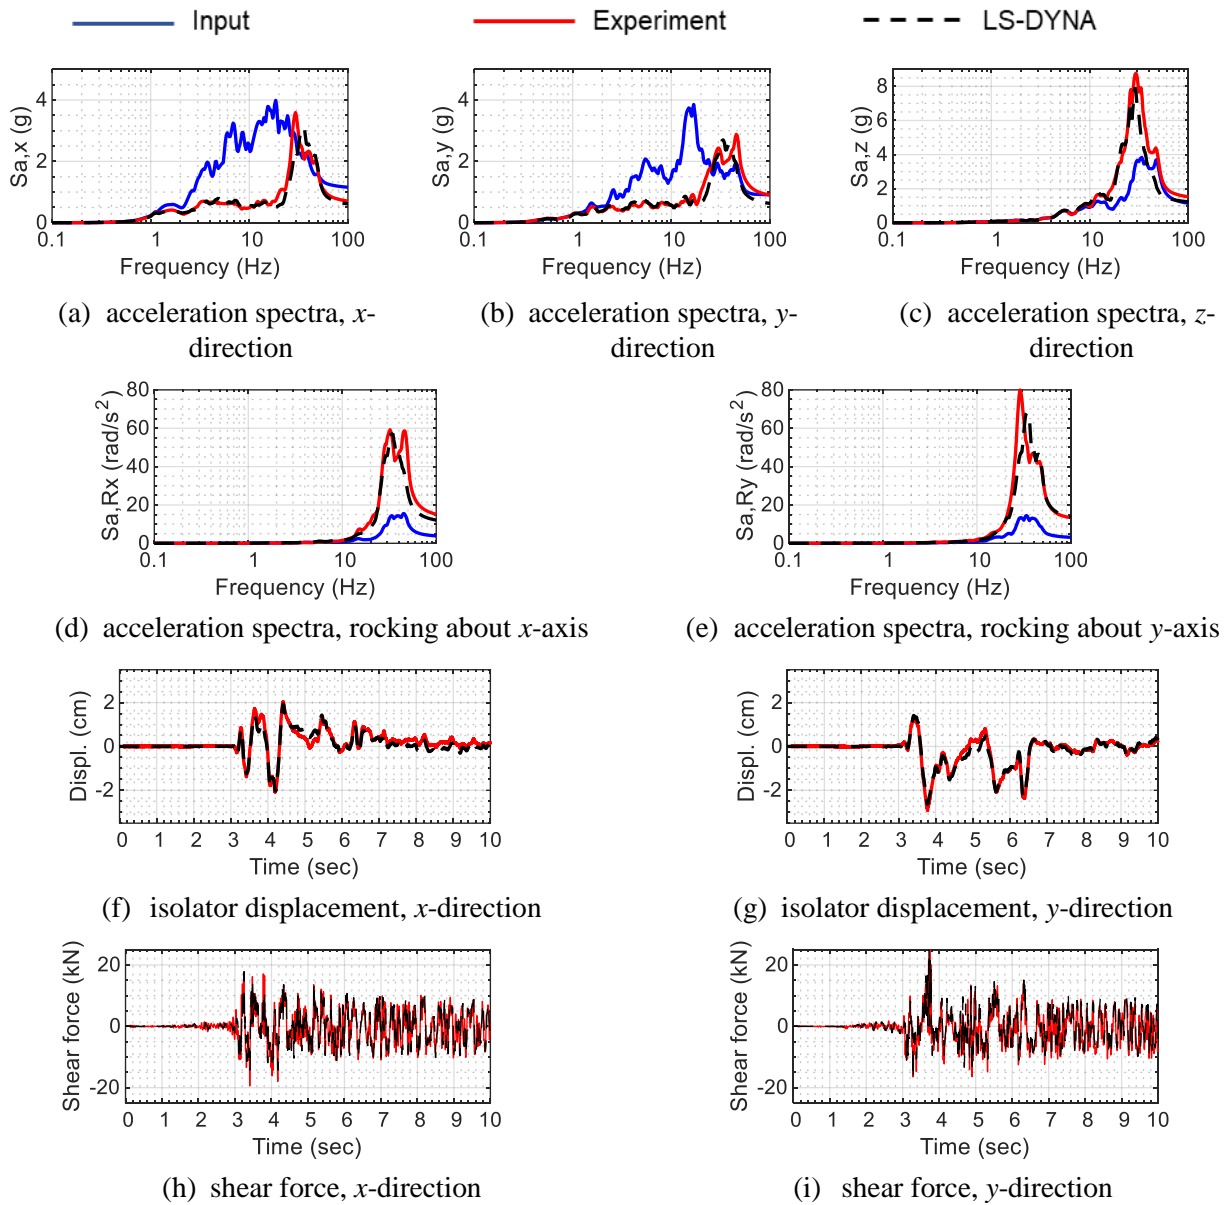 Input Experiment LS-DYNA
Sa,x (g)
4
2
0
0.1 1 10 100
Frequency (Hz)
(a) acceleration spectra, x-
direction
Sa,y (g)
4
2
0
0.1 1 10 100
Frequency (Hz)
(b) acceleration spectra, y-
direction
Sa,z (g)
8
6
4
2
0
0.1 1 10 100
Frequency (Hz)
(c) acceleration spectra, z-
direction
Sa,Rx (rad/s²)
80
60
40
20
0
0.1 1 10 100
Frequency (Hz)
(d) acceleration spectra, rocking about x-axis
Sa,Ry (rad/s²)
80
60
40
20
0
0.1 1 10 100
Frequency (Hz)
(e) acceleration spectra, rocking about y-axis
Displ. (cm)
2
0
-2
0 1 2 3 4 5 6 7 8 9 10
Time (sec)
(f) isolator displacement, x-direction
Displ. (cm)
2
0
-2
0 1 2 3 4 5 6 7 8 9 10
Time (sec)
(g) isolator displacement, y-direction
Shear force (kN)
20
0
-20
0 1 2 3 4 5 6 7 8 9 10
Time (sec)
(h) shear force, x-direction
Shear force (kN)
20
0
-20
0 1 2 3 4 5 6 7 8 9 10
Time (sec)
(i) shear force, y-direction